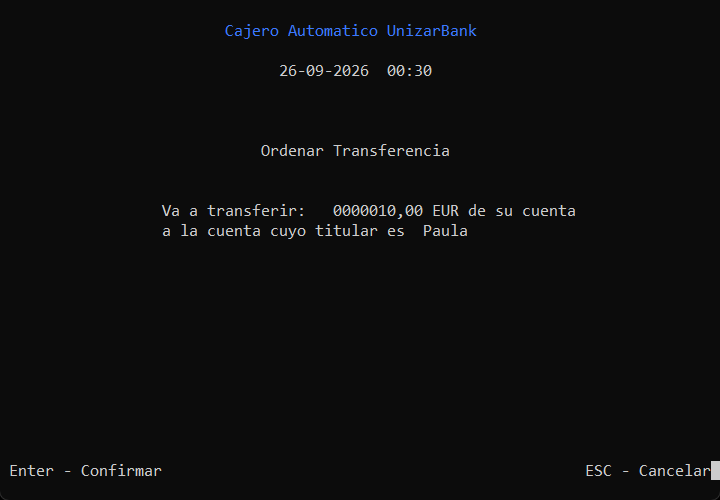 Cajero Automatico UnizarBank
26-09-2026  00:30
Ordenar Transferencia
Va a transferir:   0000010,00 EUR de su cuenta
a la cuenta cuyo titular es  Paula
Enter - Confirmar
ESC - Cancelar